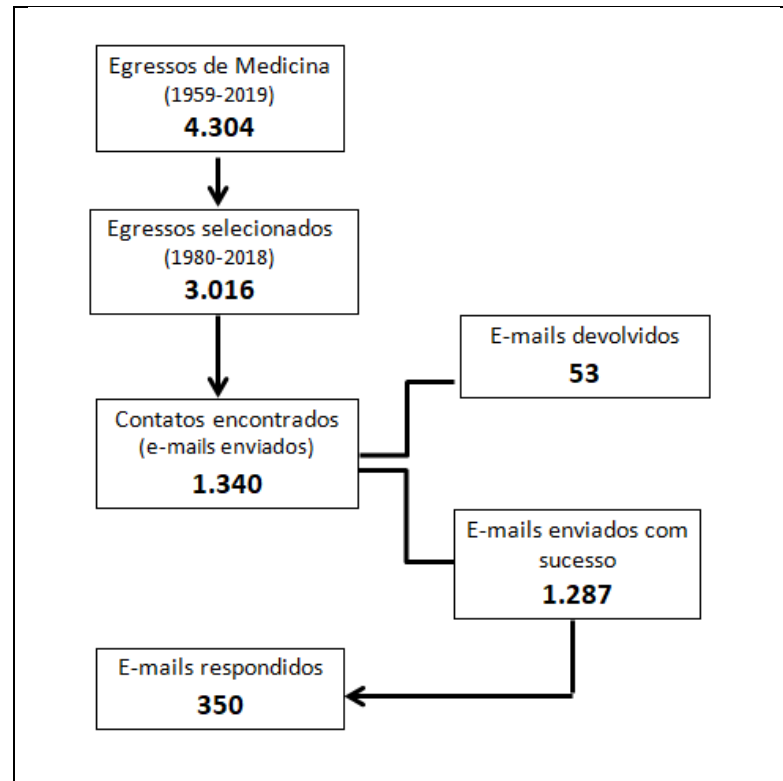 Egressos de Medicina
(1959-2019)
4.304
Egressos selecionados
(1980-2018)
3.016
E-mails devolvidos
53
Contatos encontrados
(e-mails enviados)
1.340
E-mails enviados com
sucesso
1.287
E-mails respondidos
350